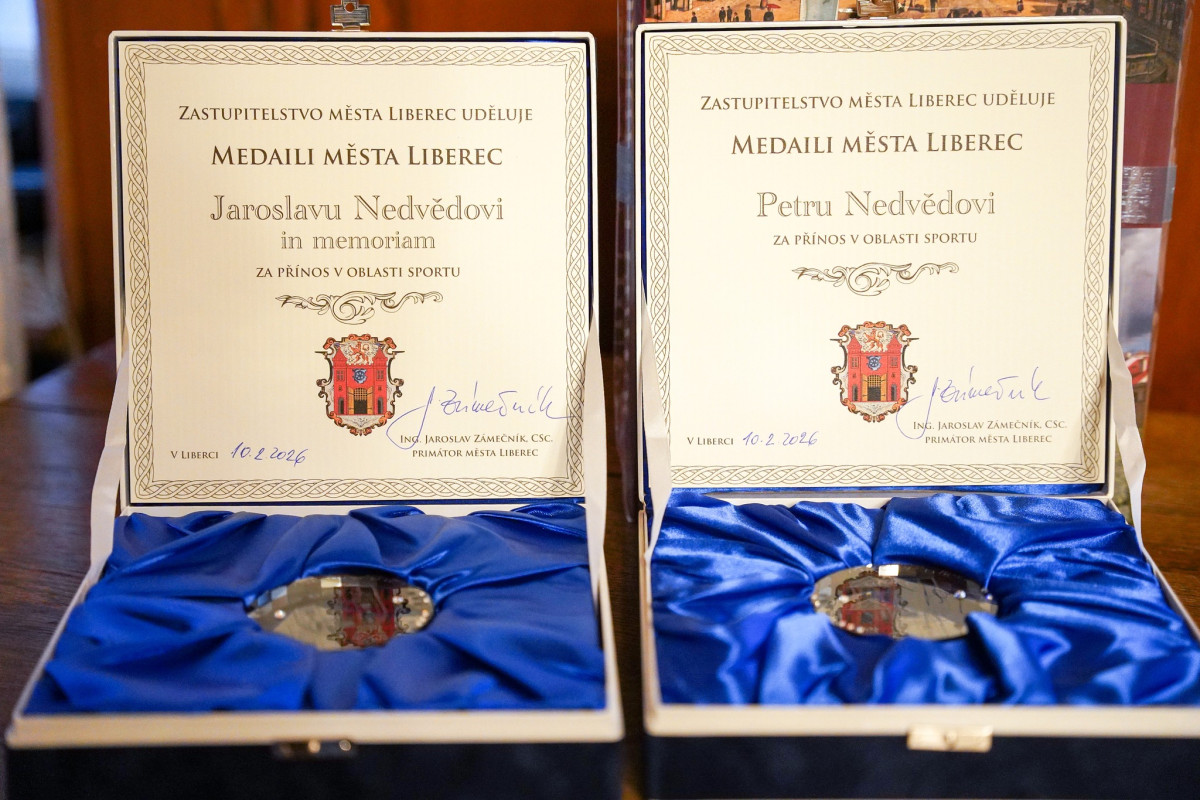 ZASTUPITELSTVO MĚSTA LIBEREC UDĚLUJE
MEDAILI MĚSTA LIBEREC
Jaroslavu Nedvědovi
in memoriam
ZA PŘÍNOS V OBLASTI SPORTU
J Zámečník
V LIBERCI 10.2.2026
ING. JAROSLAV ZÁMEČNÍK, CSC.
PRIMÁTOR MĚSTA LIBEREC
ZASTUPITELSTVO MĚSTA LIBEREC UDĚLUJE
MEDAILI MĚSTA LIBEREC
Petru Nedvědovi
ZA PŘÍNOS V OBLASTI SPORTU
J Zámečník
V LIBERCI 10.2.2026
ING. JAROSLAV ZÁMEČNÍK, CSC.
PRIMÁTOR MĚSTA LIBEREC